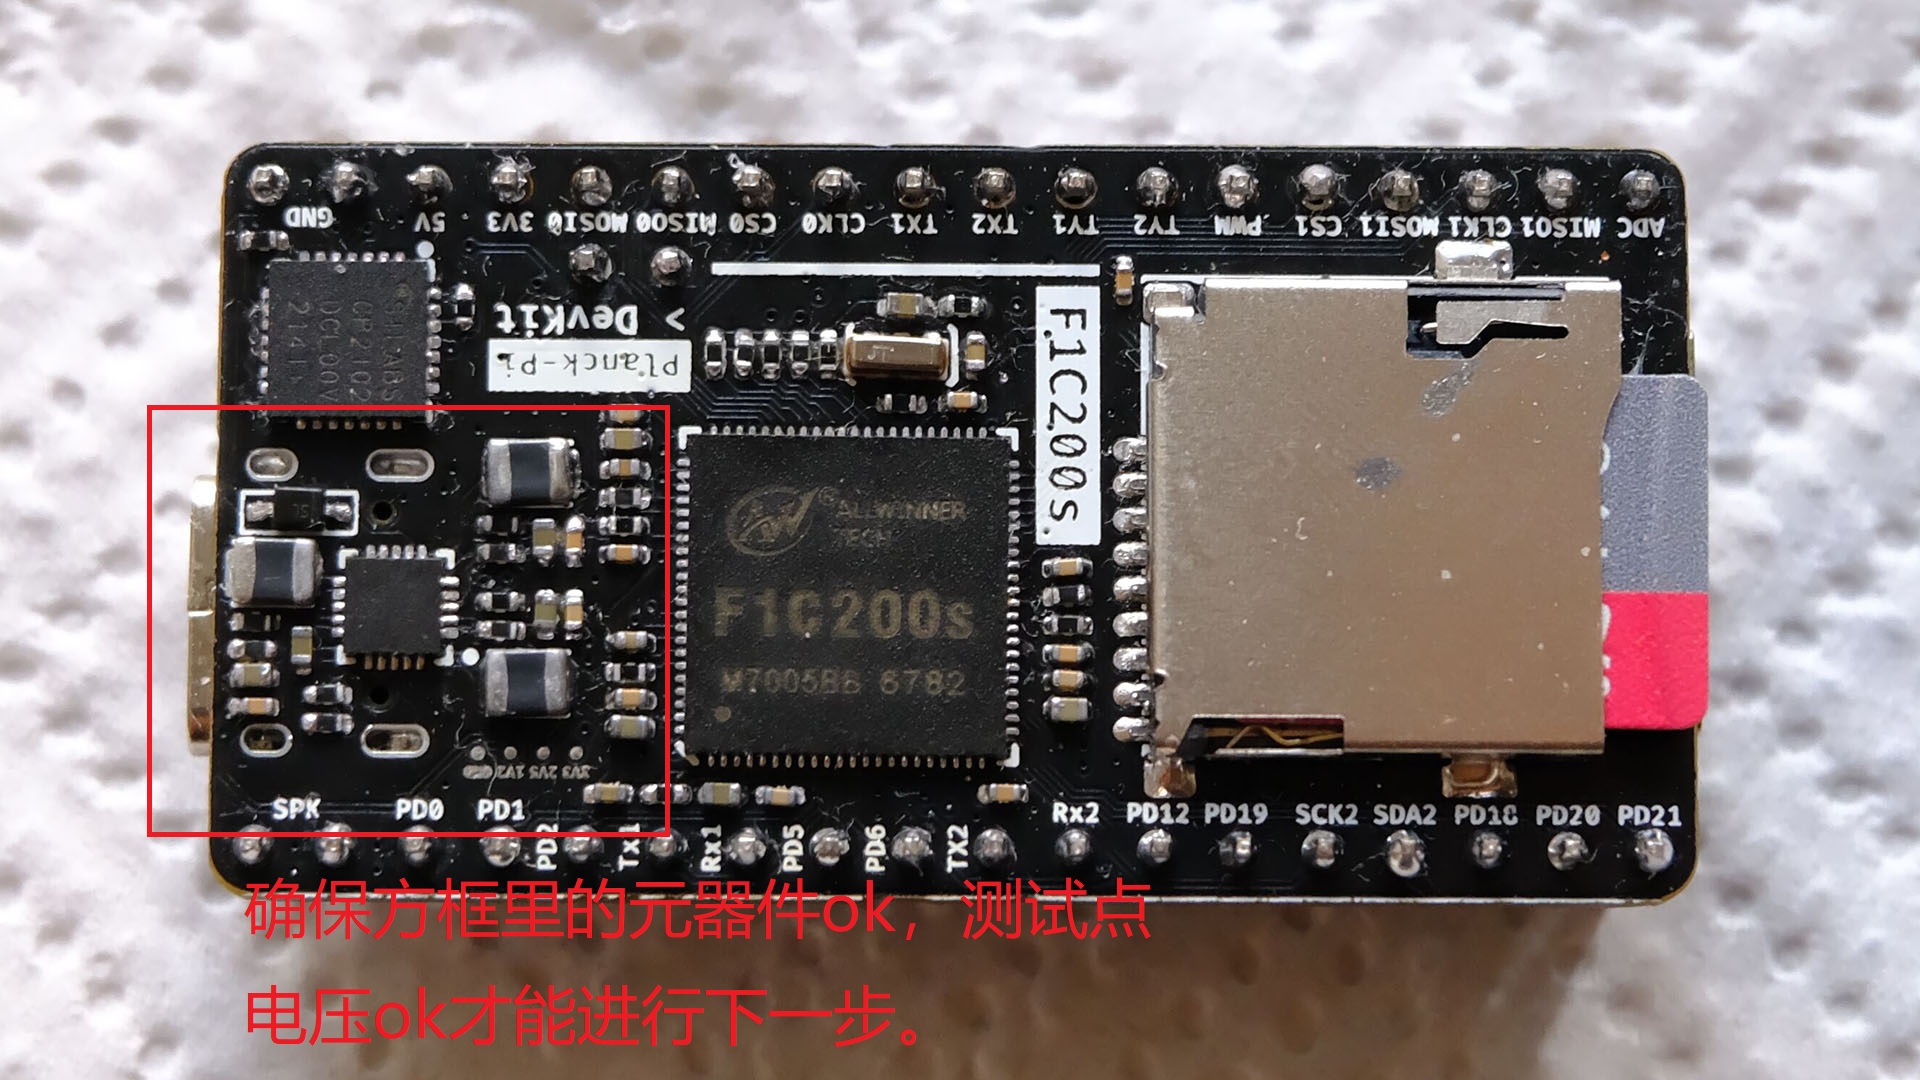 GND
5V
3V3
MOSI0
MISO0
CS0
CLK0
TX1
TX2
TY1
TY2
PWM
CS1
MOSI1
CLK1
MISO1
ADC
SILABS
CP2102
DCL00V
2141
> DevKit
Planck-Pi
F1C200s
ALLWINNER
TECH
F1C200s
M7005BB 6782
3V3 2V5 1V2
SPK
PD0
PD1
PD2
Tx1
Rx1
PD5
PD6
TX2
Rx2
PD12
PD19
SCK2
SDA2
PD18
PD20
PD21
确保方框里的元器件ok，测试点
电压ok才能进行下一步。